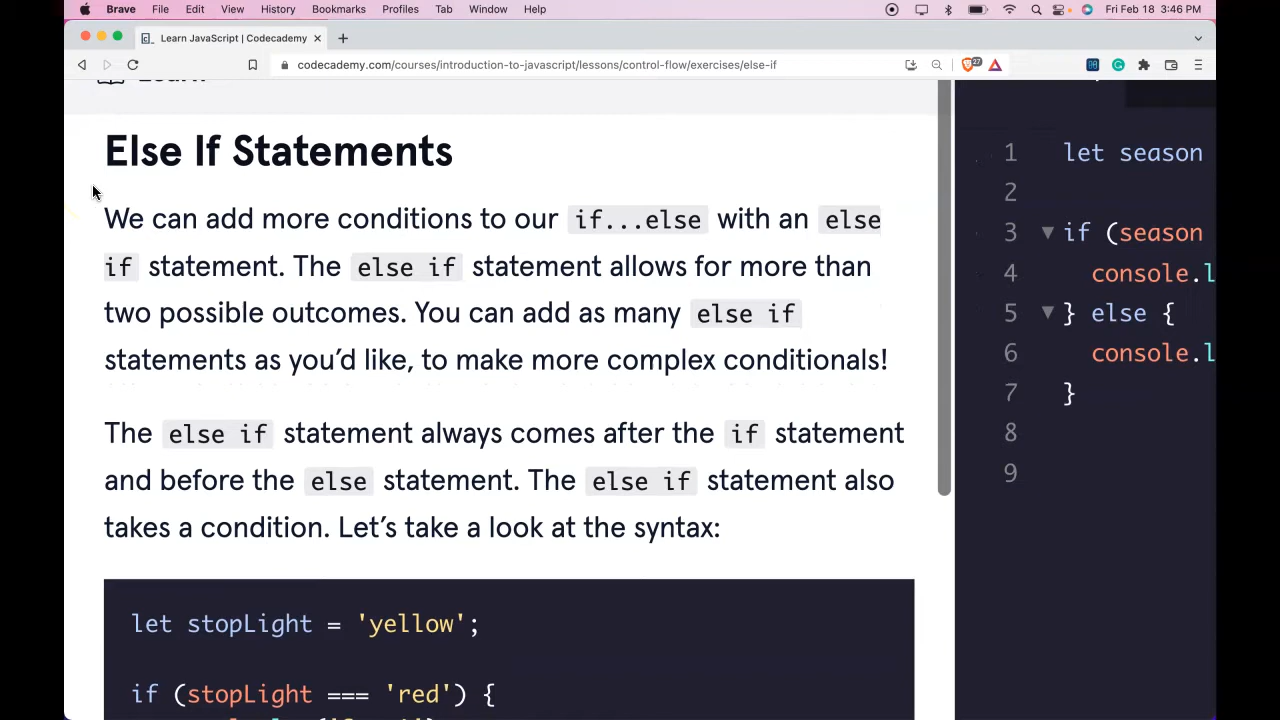 Brave File Edit View History Bookmarks Profiles Tab Window Help Fri Feb 18 3:46 PM
Learn JavaScript | Codecademy
codecademy.com/courses/introduction-to-javascript/lessons/control-flow/exercises/else-if 27
Learn
Else If Statements
We can add more conditions to our if...else with an else
if statement. The else if statement allows for more than
two possible outcomes. You can add as many else if
statements as you’d like, to make more complex conditionals!
The else if statement always comes after the if statement
and before the else statement. The else if statement also
takes a condition. Let’s take a look at the syntax:
let stopLight = 'yellow';
if (stopLight === 'red') {
1 let season
2
3 if (season
4 console.l
5 } else {
6 console.l
7 }
8
9